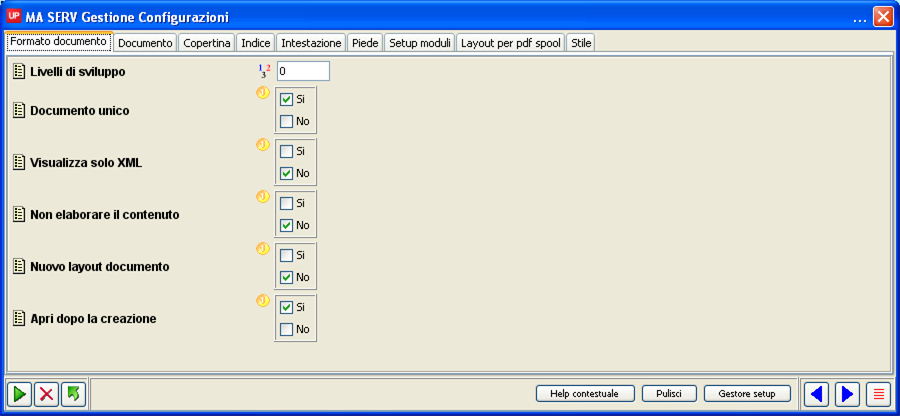 UP MA SERV Gestione Configurazioni ...
Formato documento Documento Copertina Indice Intestazione Piede Setup moduli Layout per pdf spool Stile
Livelli di sviluppo 1 2 3 0
Documento unico Si
No
Visualizza solo XML Si
No
Non elaborare il contenuto Si
No
Nuovo layout documento Si
No
Apri dopo la creazione Si
No
Help contestuale Pulisci Gestore setup